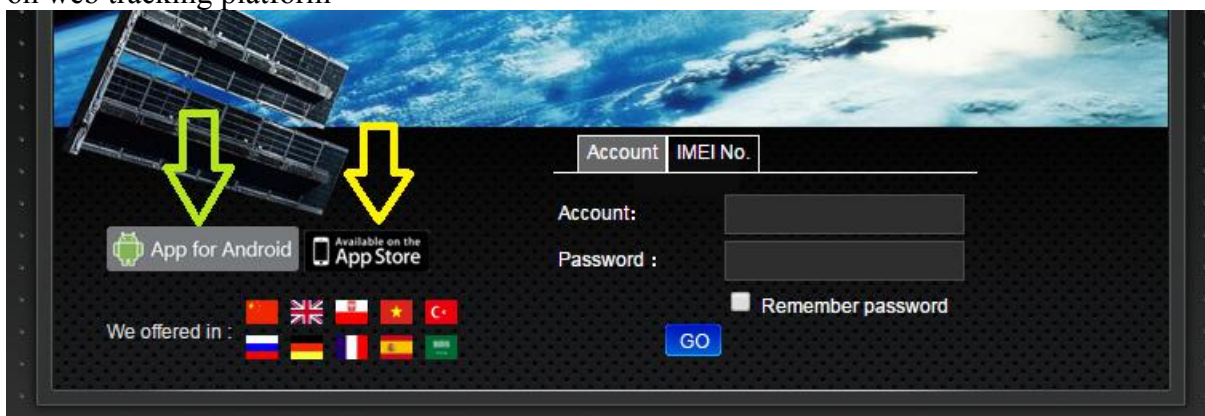 on web tracking platform
Account IMEI No.
Account:
App for Android Available on the App Store
Password :
Remember password
We offered in :
GO